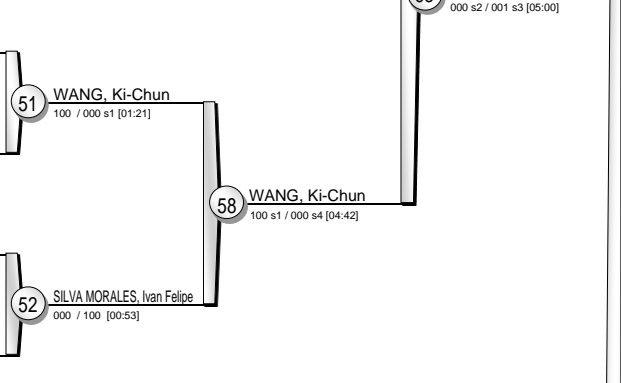 000 s2 / 001 s3 [05:00]
51
WANG, Ki-Chun
100 / 000 s1 [01:21]
58
WANG, Ki-Chun
100 s1 / 000 s4 [04:42]
52
SILVA MORALES, Ivan Felipe
000 / 100 [00:53]